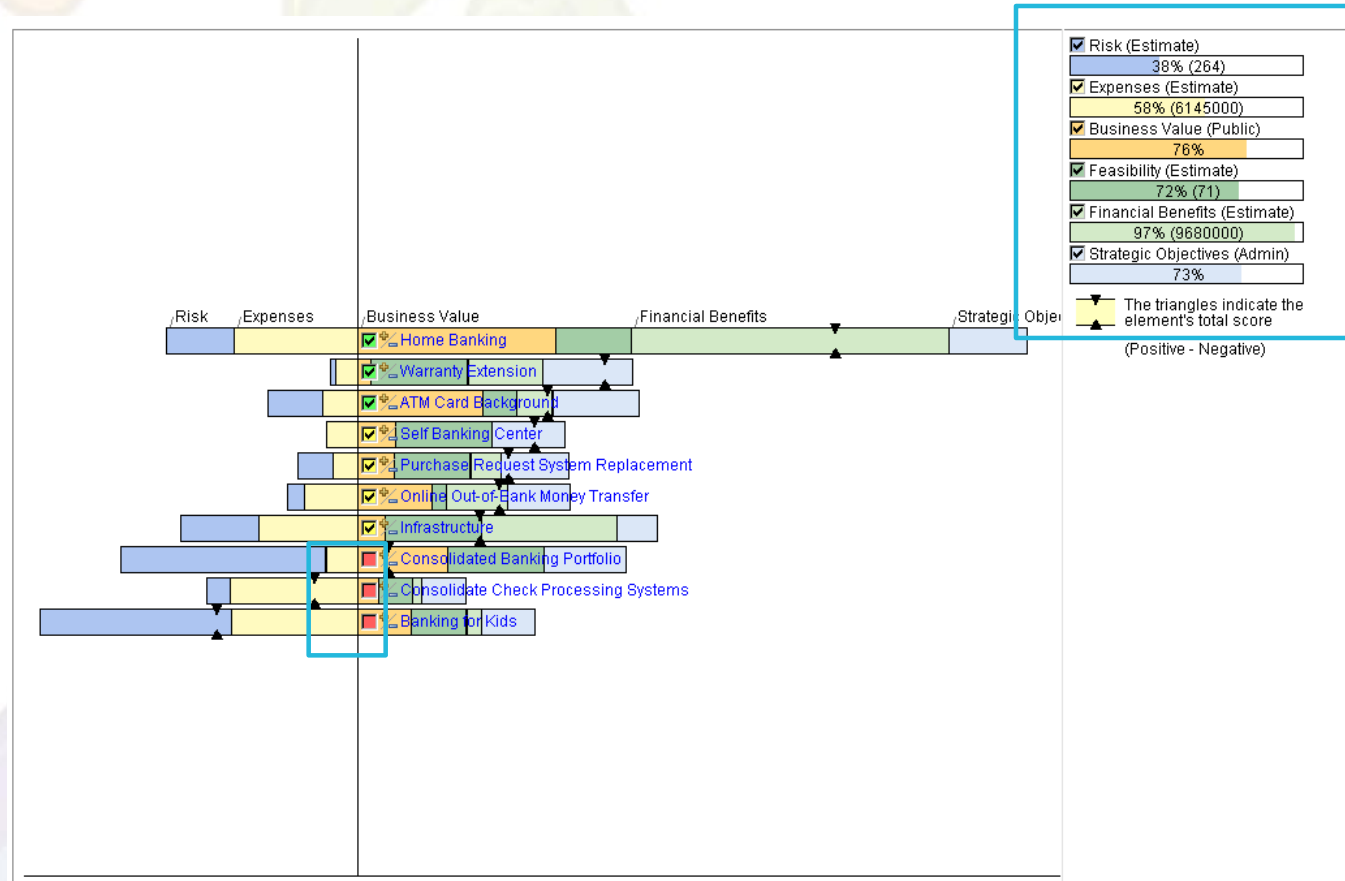 Risk (Estimate)
38% (264)
Expenses (Estimate)
58% (6145000)
Business Value (Public)
76%
Feasibility (Estimate)
72% (71)
Financial Benefits (Estimate)
97% (9680000)
Strategic Objectives (Admin)
73%
The triangles indicate the
element's total score
(Positive - Negative)
Risk Expenses Business Value Financial Benefits Strategic Objec
Home Banking
Warranty Extension
ATM Card Background
Self Banking Center
Purchase Request System Replacement
Online Out-of-Bank Money Transfer
Infrastructure
Consolidated Banking Portfolio
Consolidate Check Processing Systems
Banking for Kids